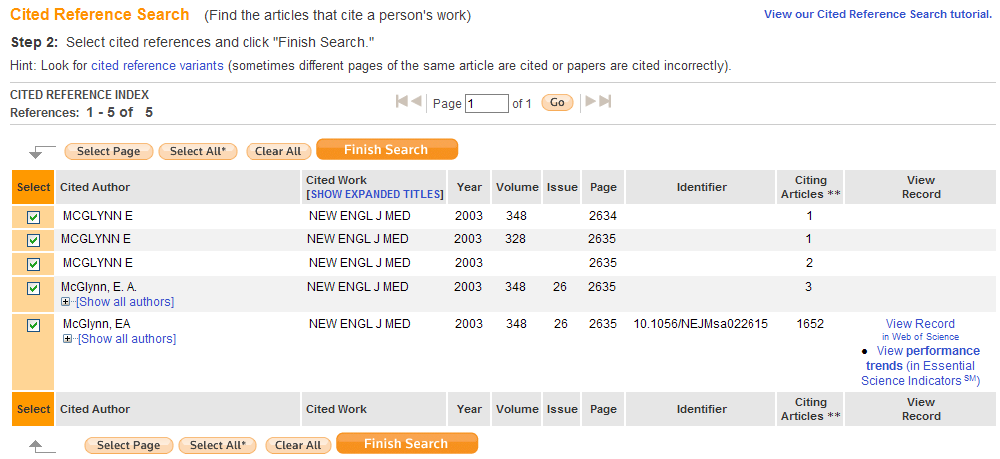 Cited Reference Search (Find the articles that cite a person's work) View our Cited Reference Search tutorial.
Step 2: Select cited references and click "Finish Search."
Hint: Look for cited reference variants (sometimes different pages of the same article are cited or papers are cited incorrectly).
CITED REFERENCE INDEX
References: 1 - 5 of 5
Page 1 of 1 Go
Select Page Select All* Clear All Finish Search
Select Cited Author Cited Work [SHOW EXPANDED TITLES] Year Volume Issue Page Identifier Citing Articles ** View Record
MCGLYNN E NEW ENGL J MED 2003 348 2634 1
MCGLYNN E NEW ENGL J MED 2003 328 2635 1
MCGLYNN E NEW ENGL J MED 2003 2635 2
McGlynn, E. A. NEW ENGL J MED 2003 348 26 2635 3
[Show all authors]
McGlynn, EA NEW ENGL J MED 2003 348 26 2635 10.1056/NEJMsa022615 1652 View Record
in Web of Science
[Show all authors]
• View performance
trends (in Essential
Science Indicators SM)
Select Cited Author Cited Work Year Volume Issue Page Identifier Citing Articles ** View Record
Select Page Select All* Clear All Finish Search